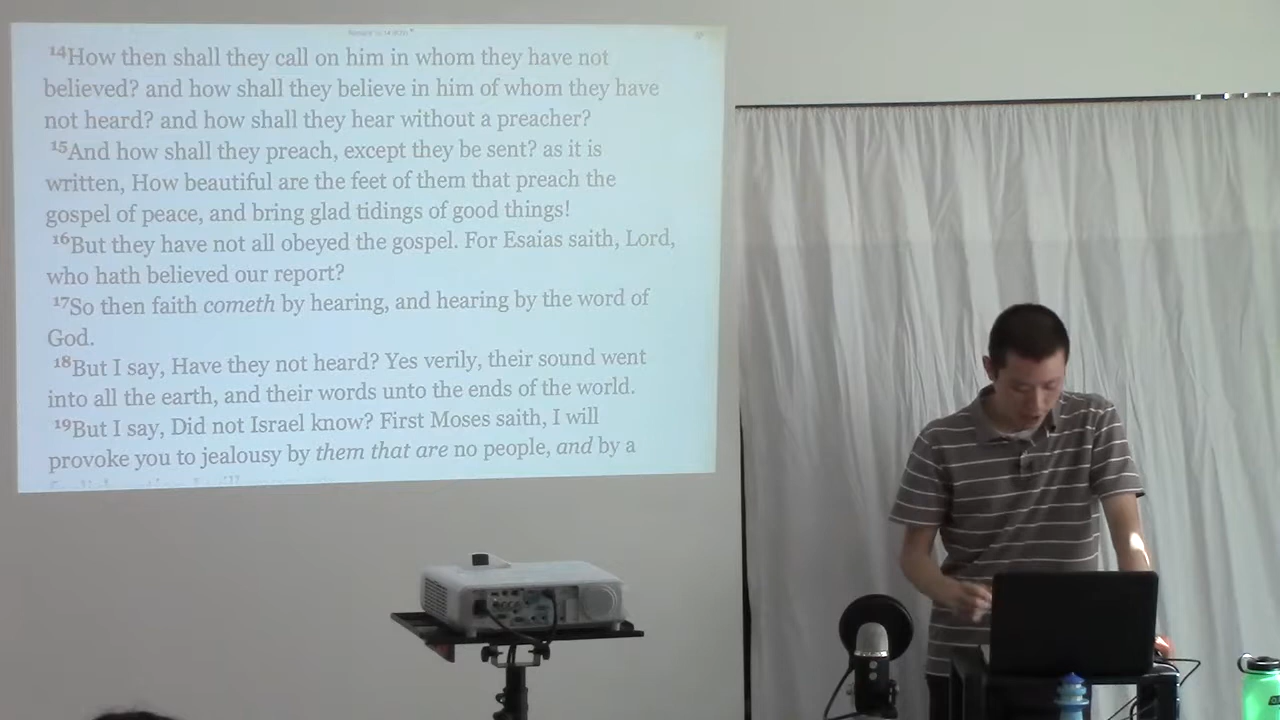 ¹⁴How then shall they call on him in whom they have not
believed? and how shall they believe in him of whom they have
not heard? and how shall they hear without a preacher?
¹⁵And how shall they preach, except they be sent? as it is
written, How beautiful are the feet of them that preach the
gospel of peace, and bring glad tidings of good things!
¹⁶But they have not all obeyed the gospel. For Esaias saith, Lord,
who hath believed our report?
¹⁷So then faith cometh by hearing, and hearing by the word of
God.
¹⁸But I say, Have they not heard? Yes verily, their sound went
into all the earth, and their words unto the ends of the world.
¹⁹But I say, Did not Israel know? First Moses saith, I will
provoke you to jealousy by them that are no people, and by a